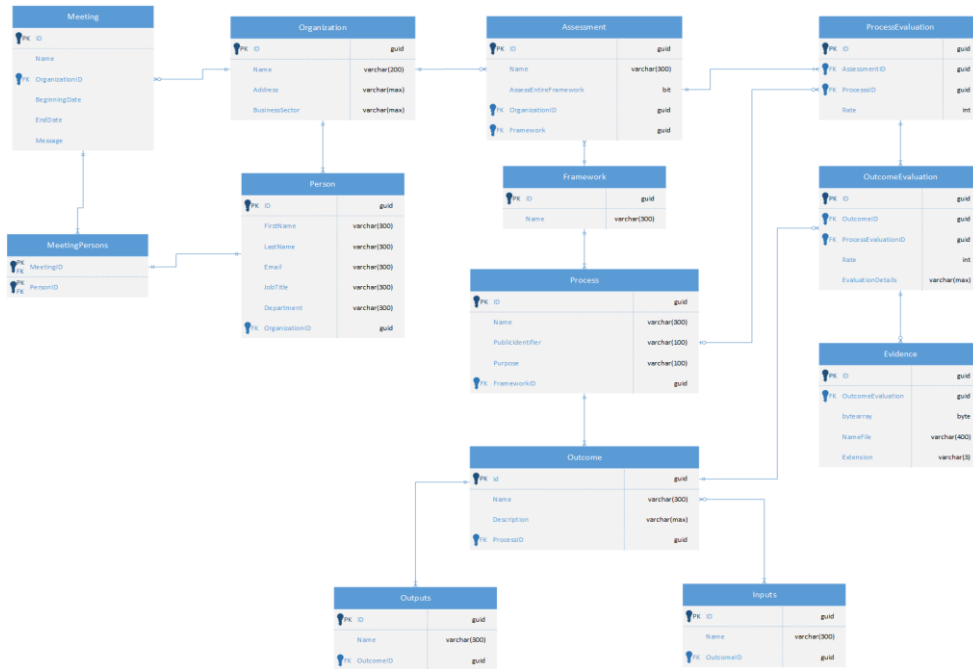 Meeting
PK ID
Name
FK OrganizationID
BeginningDate
EndDate
Message
Organization
PK ID guid
Name varchar(200)
Address varchar(max)
BusinessSector varchar(max)
Assessment
PK ID guid
Name varchar(300)
AssessEntireFramework bit
FK OrganizationID guid
FK Framework guid
ProcessEvaluation
PK ID guid
FK AssessmentID guid
FK ProcessID guid
Rate int
Person
PK ID guid
FirstName varchar(300)
LastName varchar(300)
Email varchar(300)
JobTitle varchar(300)
Department varchar(300)
FK OrganizationID guid
Framework
PK ID guid
Name varchar(300)
OutcomeEvaluation
PK ID guid
FK OutcomeID guid
FK ProcessEvaluationID guid
Rate int
EvaluationDetails varchar(max)
MeetingPersons
PK FK MeetingID
PK FK PersonID
Process
PK ID guid
Name varchar(300)
PublicIdentifier varchar(100)
Purpose varchar(100)
FK FrameworkID guid
Evidence
PK ID guid
FK OutcomeEvaluation guid
bytearray byte
NameFile varchar(400)
Extension varchar(3)
Outcome
PK id guid
Name varchar(300)
Description varchar(max)
FK ProcessID guid
Outputs
PK ID guid
Name varchar(300)
FK OutcomeID guid
Inputs
PK ID guid
Name varchar(300)
FK OutcomeID guid